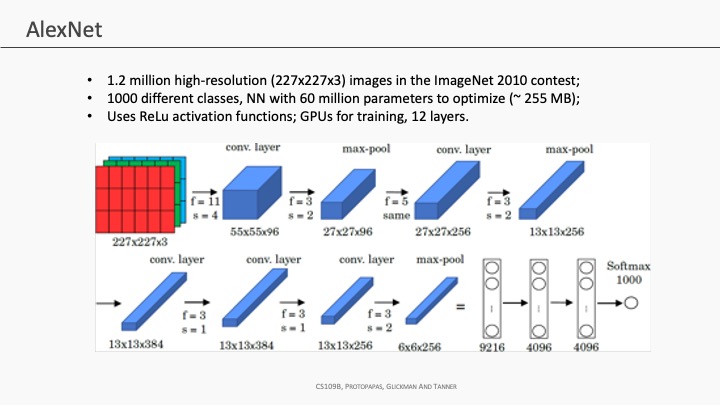 AlexNet
• 1.2 million high-resolution (227x227x3) images in the ImageNet 2010 contest;
• 1000 different classes, NN with 60 million parameters to optimize (~ 255 MB);
• Uses ReLu activation functions; GPUs for training, 12 layers.
conv. layer max-pool conv. layer max-pool
f = 11 f = 3 f = 5 f = 3
s = 4 s = 2 same s = 2
55x55x96 27x27x96 27x27x256 13x13x256
227x227x3
conv. layer conv. layer conv. layer max-pool
Softmax
1000
f = 3 f = 3 f = 3 =
s = 1 s = 1 s = 2
13x13x384 13x13x384 13x13x256 6x6x256 9216 4096 4096
CS109B, PROTOPAPAS, GLICKMAN AND TANNER